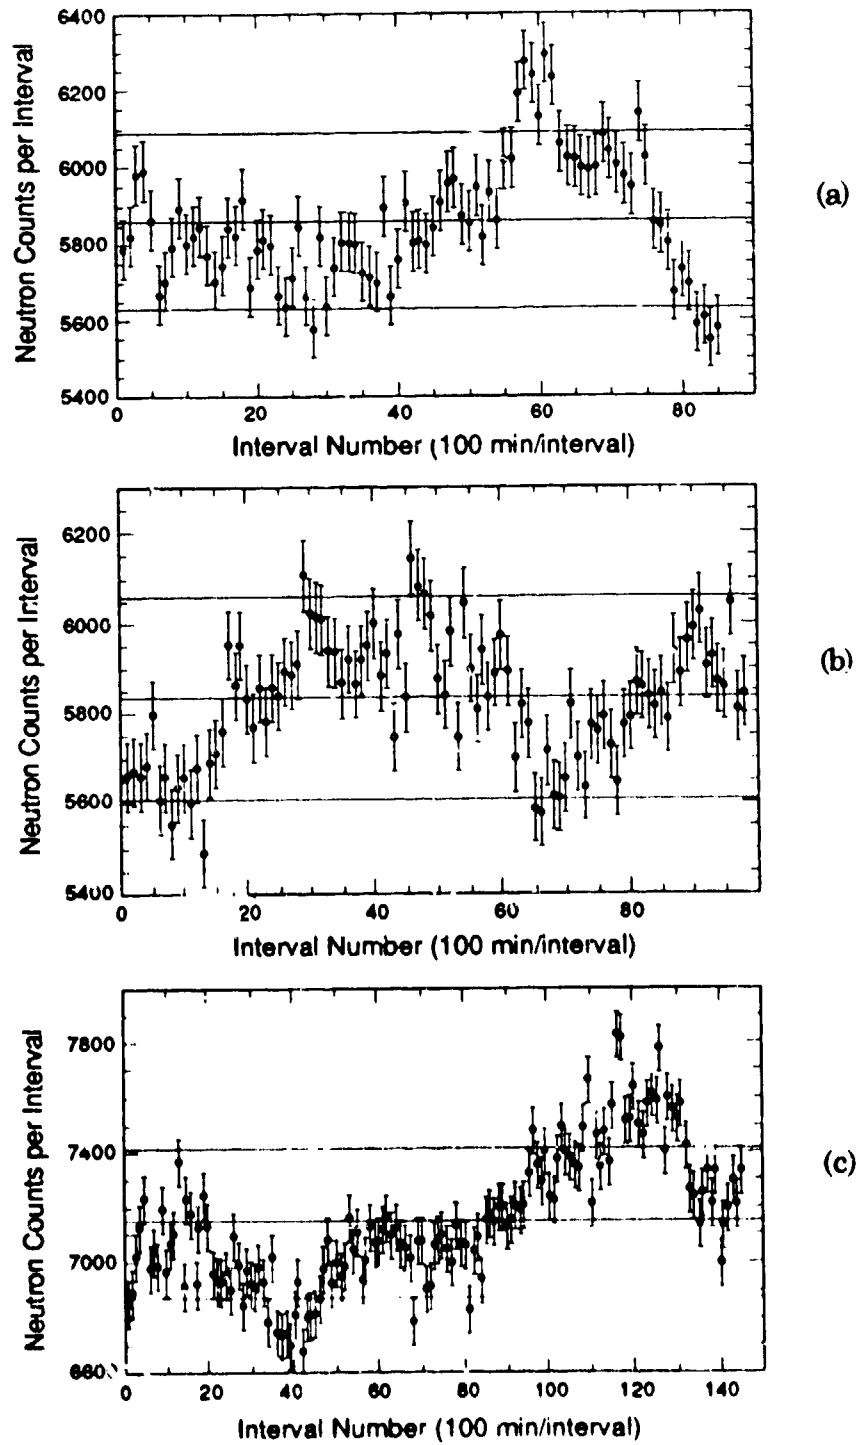 6400
6200
6000
5800
5600
5400
0 20 40 60 80
Neutron Counts per Interval
Interval Number (100 min/interval)
(a)
6200
6000
5800
5600
5400
0 20 40 60 80
Neutron Counts per Interval
Interval Number (100 min/interval)
(b)
7800
7400
7000
0 20 40 60 80 100 120 140
Neutron Counts per Interval
Interval Number (100 min/interval)
(c)